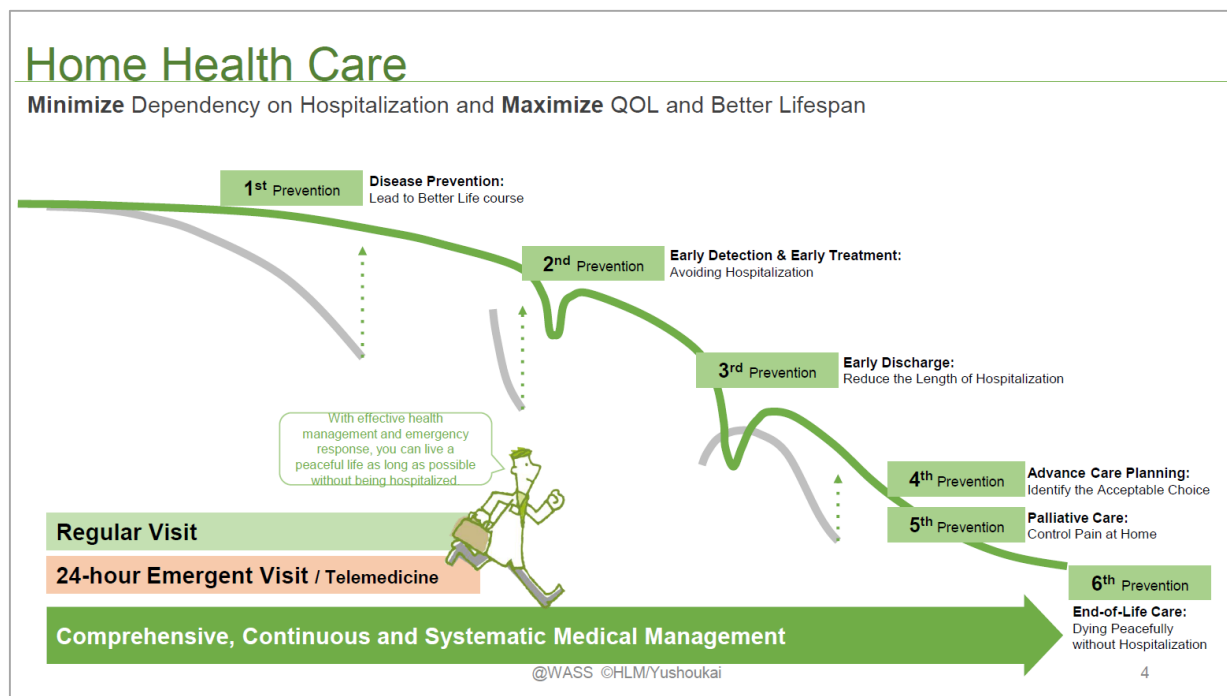 Home Health Care
Minimize Dependency on Hospitalization and Maximize QOL and Better Lifespan
1st Prevention
Disease Prevention:
Lead to Better Life course
2nd Prevention
Early Detection & Early Treatment:
Avoiding Hospitalization
3rd Prevention
Early Discharge:
Reduce the Length of Hospitalization
With effective health
management and emergency
response, you can live a
peaceful life as long as possible
without being hospitalized.
4th Prevention
Advance Care Planning:
Identify the Acceptable Choice
5th Prevention
Palliative Care:
Control Pain at Home
6th Prevention
End-of-Life Care:
Dying Peacefully
without Hospitalization
Regular Visit
24-hour Emergent Visit / Telemedicine
Comprehensive, Continuous and Systematic Medical Management
@WASS ©HLM/Yushoukai
4